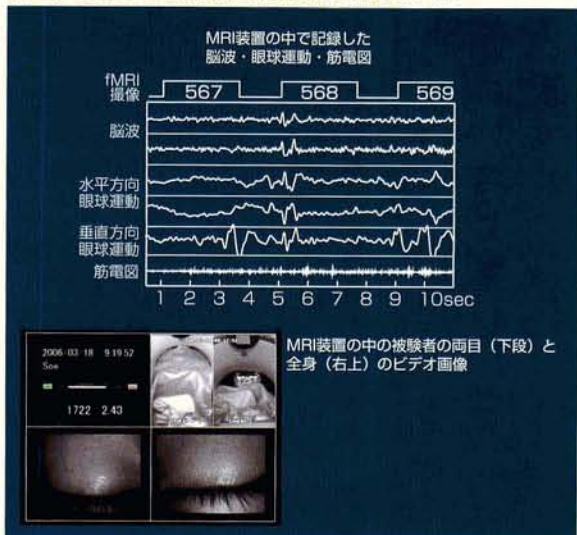 MRI装置の中で記録した
脳波・眼球運動・筋電図
fMRI
撮像
567 568 569
脳波
水平方向
眼球運動
垂直方向
眼球運動
筋電図
1 2 3 4 5 6 7 8 9 10sec
2006-03-18 9:19:52
Soe
1722 2.43
MRI装置の中の被験者の両目（下段）と
全身（右上）のビデオ画像